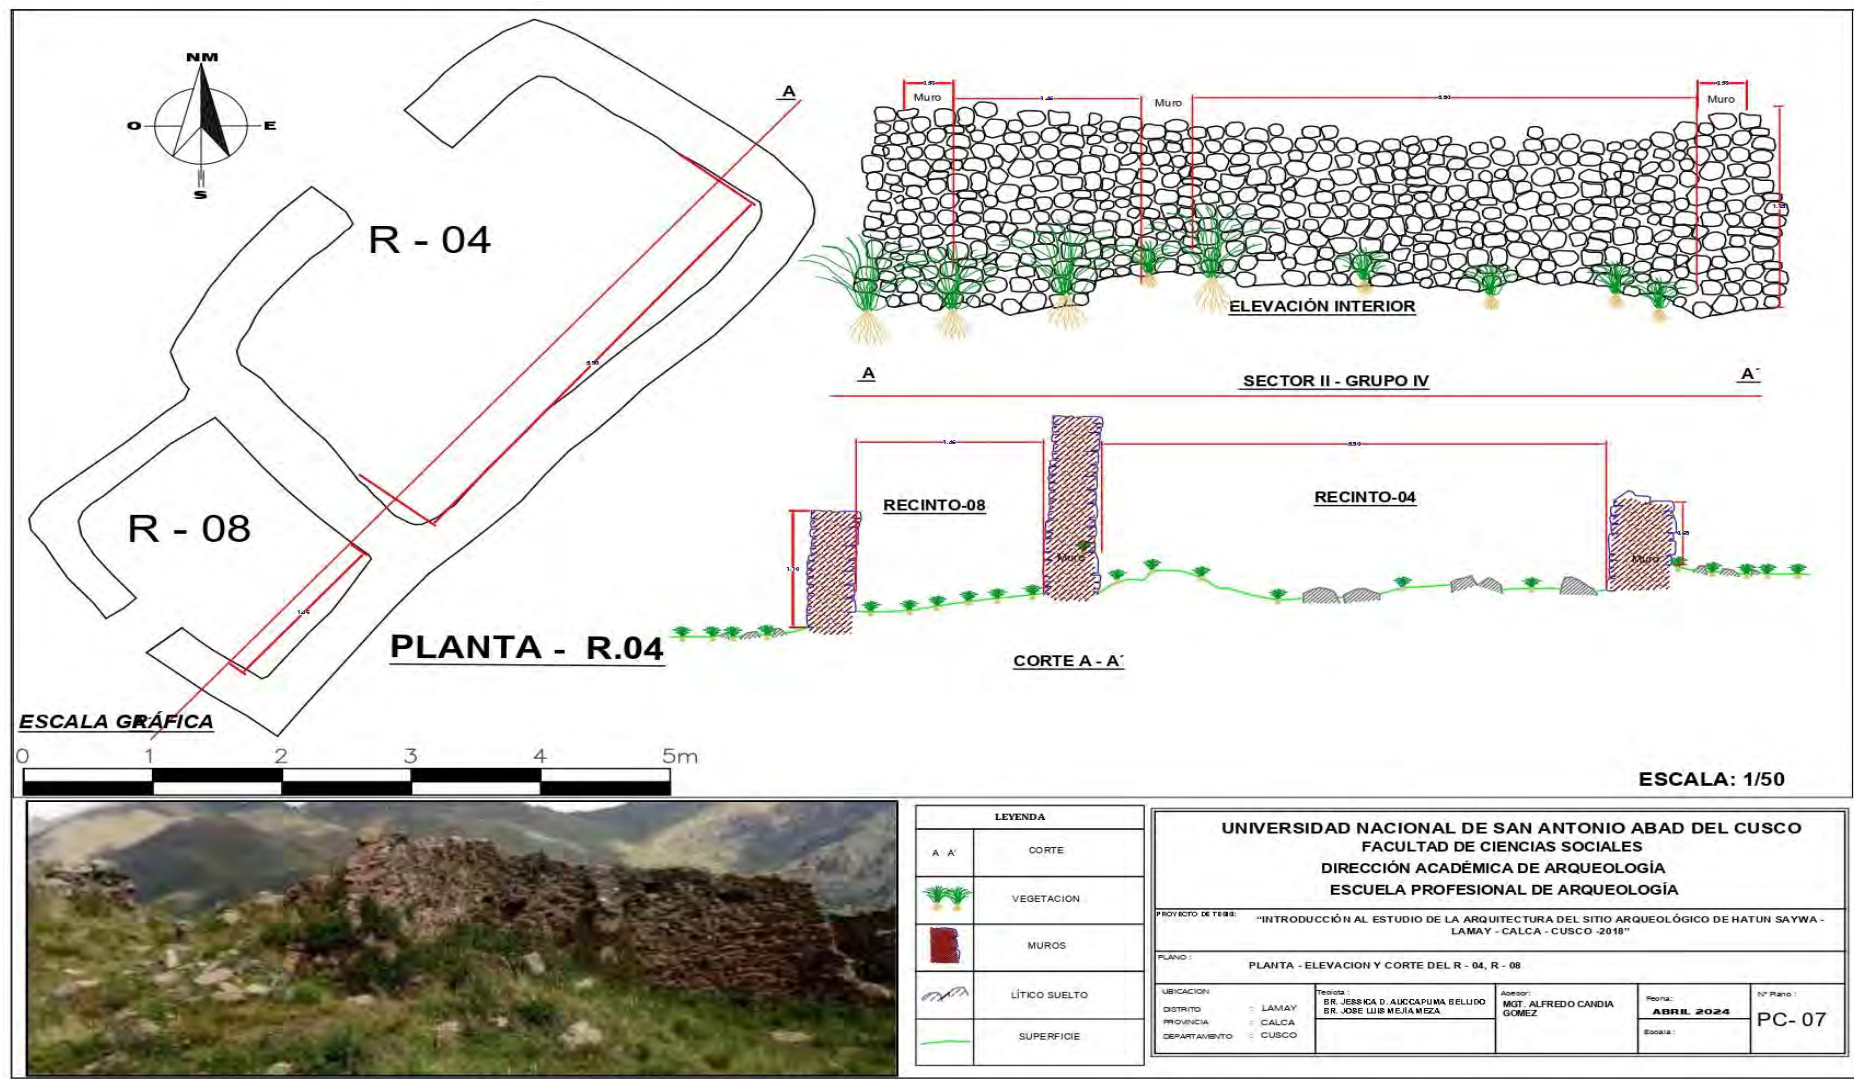 NM
O
E
S
A
R - 04
R - 08
PLANTA - R.04
ESCALA GRÁFICA
0 1 2 3 4 5m
Muro
Muro
Muro
ELEVACIÓN INTERIOR
A
A´
SECTOR II - GRUPO IV
RECINTO-08
RECINTO-04
Muro
Muro
CORTE A - A´
ESCALA: 1/50
LEYENDA
A A' CORTE
VEGETACION
MUROS
LÍTICO SUELTO
SUPERFICIE
UNIVERSIDAD NACIONAL DE SAN ANTONIO ABAD DEL CUSCO
FACULTAD DE CIENCIAS SOCIALES
DIRECCIÓN ACADÉMICA DE ARQUEOLOGÍA
ESCUELA PROFESIONAL DE ARQUEOLOGÍA
PROYECTO DE TESIS: "INTRODUCCIÓN AL ESTUDIO DE LA ARQUITECTURA DEL SITIO ARQUEOLÓGICO DE HATUN SAYWA -
LAMAY - CALCA - CUSCO -2018"
PLANO :
PLANTA - ELEVACION Y CORTE DEL R - 04, R - 08
UBICACION
DISTRITO : LAMAY
PROVINCIA : CALCA
DEPARTAMENTO : CUSCO
Tesista :
BR. JESSICA D. AUCCAPUMA BELLIDO
BR. JOSE LUIS MEJÍA MEZA
Asesor:
MGT. ALFREDO CANDIA
GOMEZ
Fecha:
ABRIL 2024
Escala :
N° Plano :
PC- 07